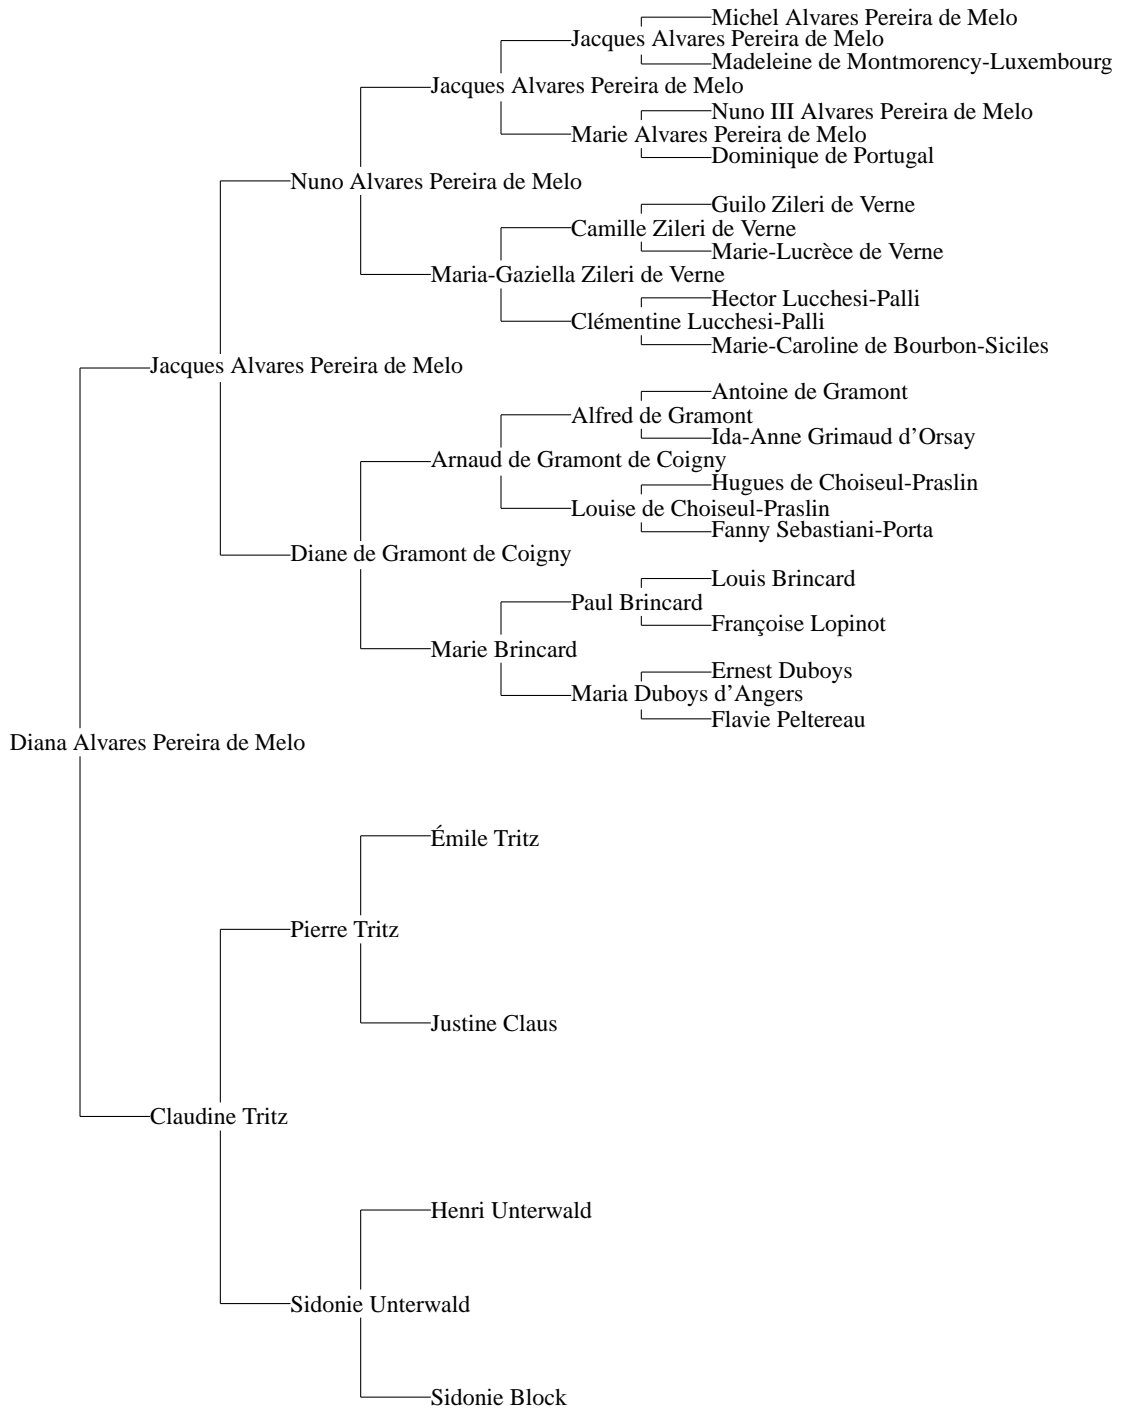 Michel Alvares Pereira de Melo
Jacques Alvares Pereira de Melo
Madeleine de Montmorency-Luxembourg
Jacques Alvares Pereira de Melo
Nuno III Alvares Pereira de Melo
Marie Alvares Pereira de Melo
Dominique de Portugal
Nuno Alvares Pereira de Melo
Guilo Zileri de Verne
Camille Zileri de Verne
Marie-Lucrèce de Verne
Maria-Gaziella Zileri de Verne
Hector Lucchesi-Palli
Clémentine Lucchesi-Palli
Marie-Caroline de Bourbon-Siciles
Jacques Alvares Pereira de Melo
Antoine de Gramont
Alfred de Gramont
Ida-Anne Grimaud d’Orsay
Arnaud de Gramont de Coigny
Hugues de Choiseul-Praslin
Louise de Choiseul-Praslin
Fanny Sebastiani-Porta
Diane de Gramont de Coigny
Louis Brincard
Paul Brincard
Françoise Lopinot
Marie Brincard
Ernest Duboys
Maria Duboys d’Angers
Flavie Peltereau
Diana Alvares Pereira de Melo
Émile Tritz
Pierre Tritz
Justine Claus
Claudine Tritz
Henri Unterwald
Sidonie Unterwald
Sidonie Block